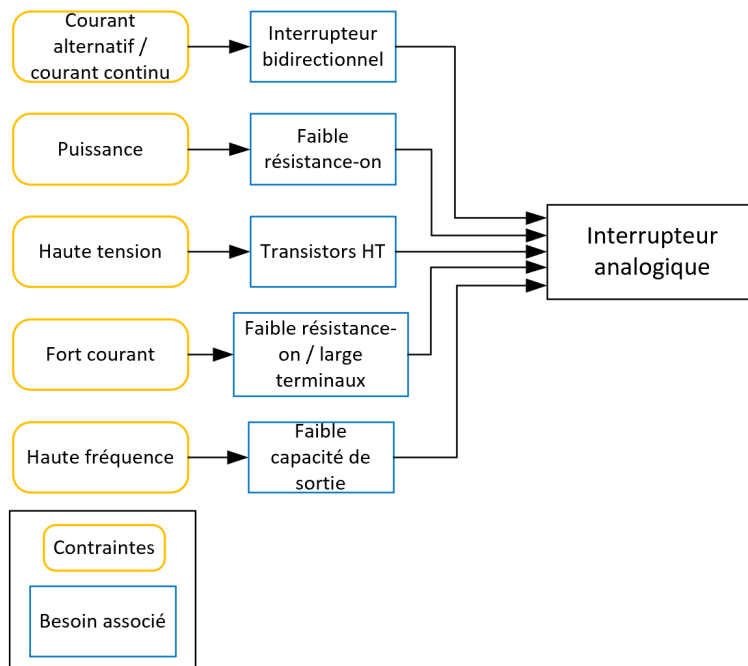 Courant
alternatif /
courant continu
Interrupteur
bidirectionnel
Puissance
Faible
résistance-on
Haute tension
Transistors HT
Interrupteur
analogique
Fort courant
Faible résistance-
on / large
terminaux
Haute fréquence
Faible
capacité de
sortie
Contraintes
Besoin associé